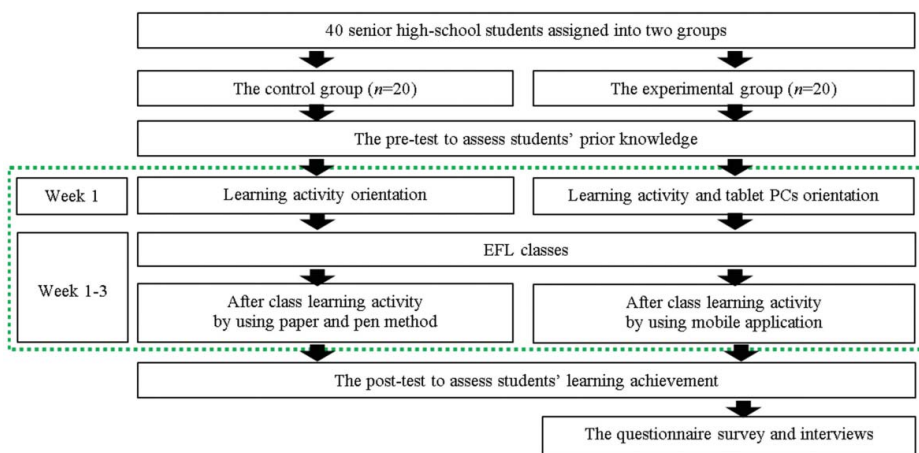 40 senior high-school students assigned into two groups
The control group (n=20)
The experimental group (n=20)
The pre-test to assess students’ prior knowledge
Week 1
Learning activity orientation
Learning activity and tablet PCs orientation
EFL classes
Week 1-3
After class learning activity
by using paper and pen method
After class learning activity
by using mobile application
The post-test to assess students’ learning achievement
The questionnaire survey and interviews